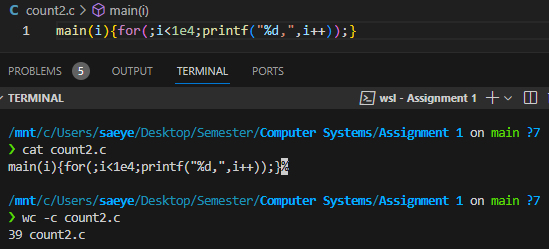 C count2.c > main(i)
1 main(i){for(;i<1e4;printf("%d,",i++));}
PROBLEMS 5 OUTPUT TERMINAL PORTS
TERMINAL wsl - Assignment 1
/mnt/c/Users/saeye/Desktop/Semester/Computer Systems/Assignment 1 on main ?7
❯ cat count2.c
main(i){for(;i<1e4;printf("%d,",i++));}%
/mnt/c/Users/saeye/Desktop/Semester/Computer Systems/Assignment 1 on main ?7
❯ wc -c count2.c
39 count2.c